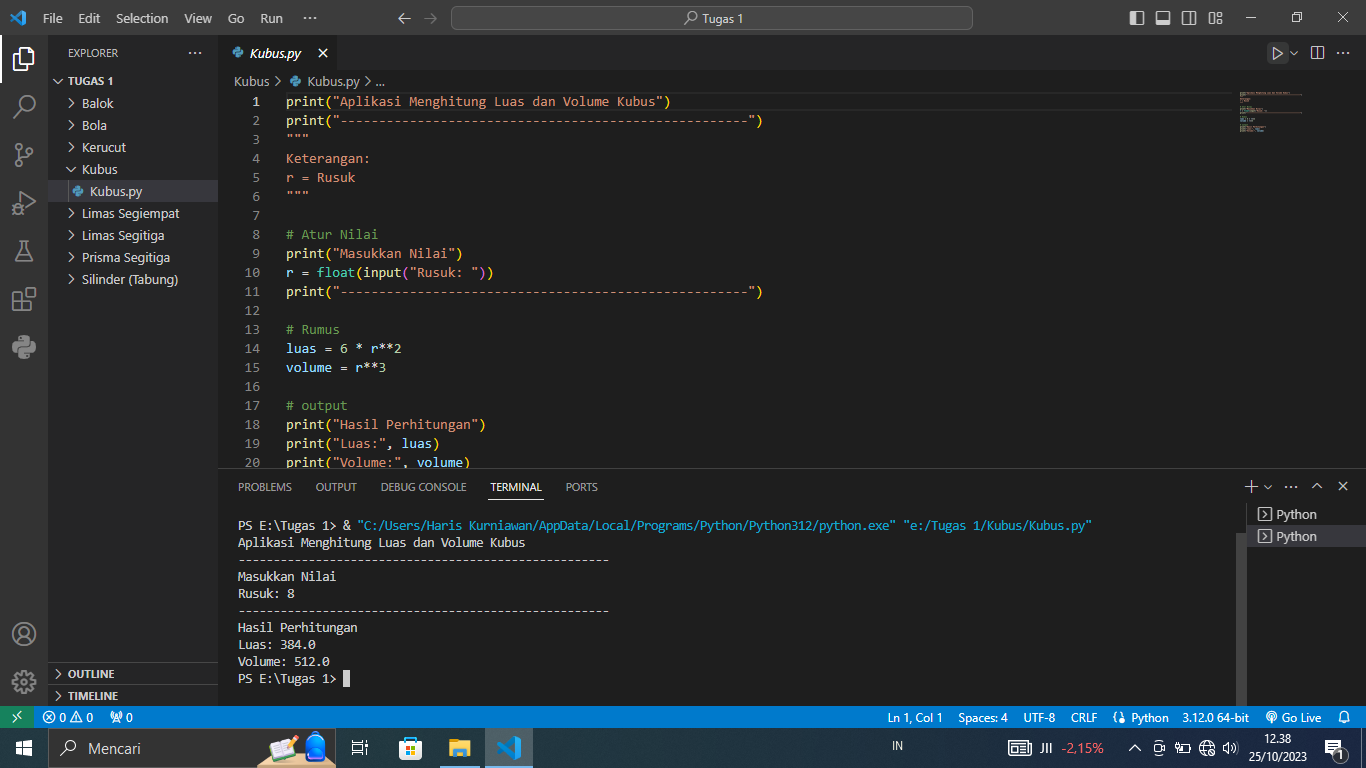 File Edit Selection View Go Run ··· Tugas 1
EXPLORER ···
TUGAS 1
Balok
Bola
Kerucut
Kubus
Kubus.py
Limas Segiempat
Limas Segitiga
Prisma Segitiga
Silinder (Tabung)
OUTLINE
TIMELINE
Kubus.py
Kubus > Kubus.py > ...
1 print("Aplikasi Menghitung Luas dan Volume Kubus")
2 print("-----------------------------------------------------")
3 """
4 Keterangan:
5 r = Rusuk
6 """
7
8 # Atur Nilai
9 print("Masukkan Nilai")
10 r = float(input("Rusuk: "))
11 print("-----------------------------------------------------")
12
13 # Rumus
14 luas = 6 * r**2
15 volume = r**3
16
17 # output
18 print("Hasil Perhitungan")
19 print("Luas:", luas)
20 print("Volume:", volume)
PROBLEMS OUTPUT DEBUG CONSOLE TERMINAL PORTS
PS E:\Tugas 1> & "C:/Users/Haris Kurniawan/AppData/Local/Programs/Python/Python312/python.exe" "e:/Tugas 1/Kubus/Kubus.py"
Aplikasi Menghitung Luas dan Volume Kubus
-----------------------------------------------------
Masukkan Nilai
Rusuk: 8
-----------------------------------------------------
Hasil Perhitungan
Luas: 384.0
Volume: 512.0
PS E:\Tugas 1>
Python
Python
0 0 0 Ln 1, Col 1 Spaces: 4 UTF-8 CRLF Python 3.12.0 64-bit Go Live
Mencari IN JII -2,15% 12.38
25/10/2023 1